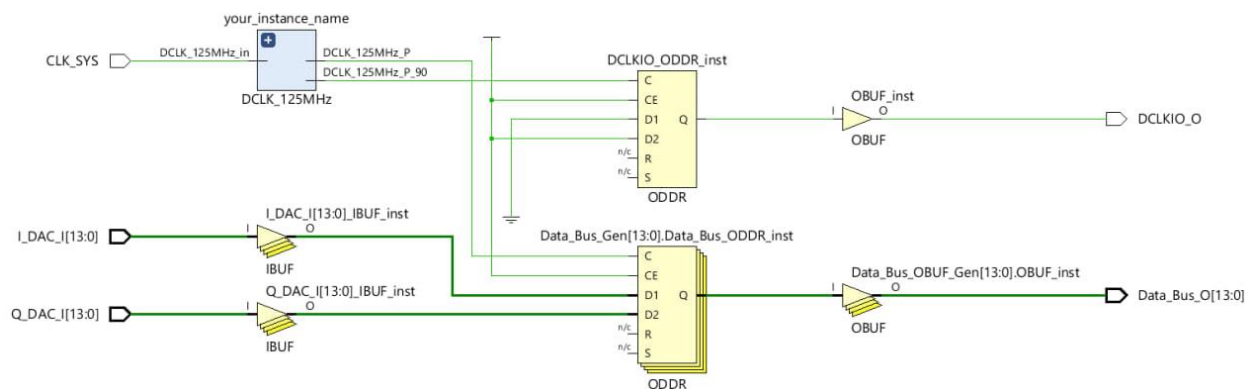 your_instance_name
CLK_SYS
DCLK_125MHz_in
DCLK_125MHz_P
DCLK_125MHz_P_90
DCLK_125MHz
DCLKIO_ODDR_inst
C
CE
D1
Q
D2
n/c
R
n/c
S
ODDR
OBUF_inst
I
O
OBUF
DCLKIO_O
I_DAC_I[13:0]
I_DAC_I[13:0]_IBUF_inst
I
O
IBUF
Q_DAC_I[13:0]
Q_DAC_I[13:0]_IBUF_inst
I
O
IBUF
Data_Bus_Gen[13:0].Data_Bus_ODDR_inst
C
CE
D1
Q
D2
n/c
R
n/c
S
ODDR
Data_Bus_OBUF_Gen[13:0].OBUF_inst
I
O
OBUF
Data_Bus_O[13:0]